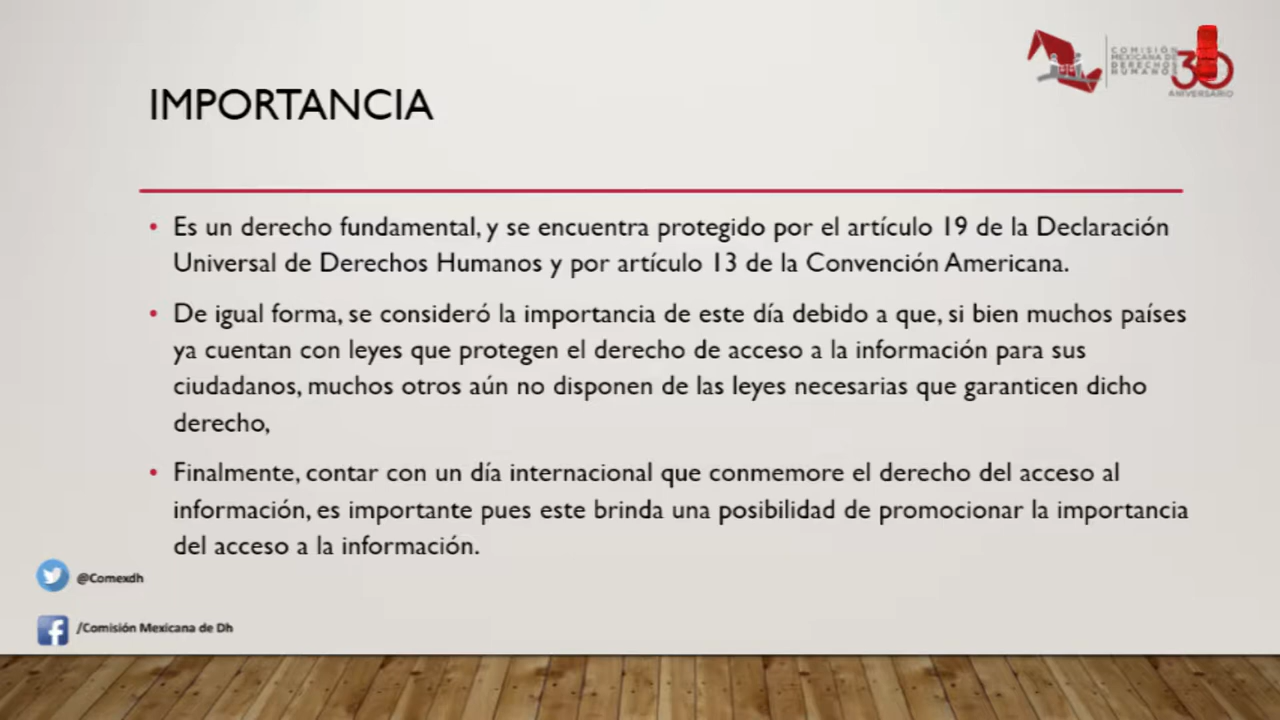 COMISIÓN
MEXICANA DE
DERECHOS
HUMANOS
30
ANIVERSARIO
IMPORTANCIA
• Es un derecho fundamental, y se encuentra protegido por el artículo 19 de la Declaración
Universal de Derechos Humanos y por artículo 13 de la Convención Americana.
• De igual forma, se consideró la importancia de este día debido a que, si bien muchos países
ya cuentan con leyes que protegen el derecho de acceso a la información para sus
ciudadanos, muchos otros aún no disponen de las leyes necesarias que garanticen dicho
derecho,
• Finalmente, contar con un día internacional que conmemore el derecho del acceso al
información, es importante pues este brinda una posibilidad de promocionar la importancia
del acceso a la información.
@Comexdh
/Comisión Mexicana de Dh